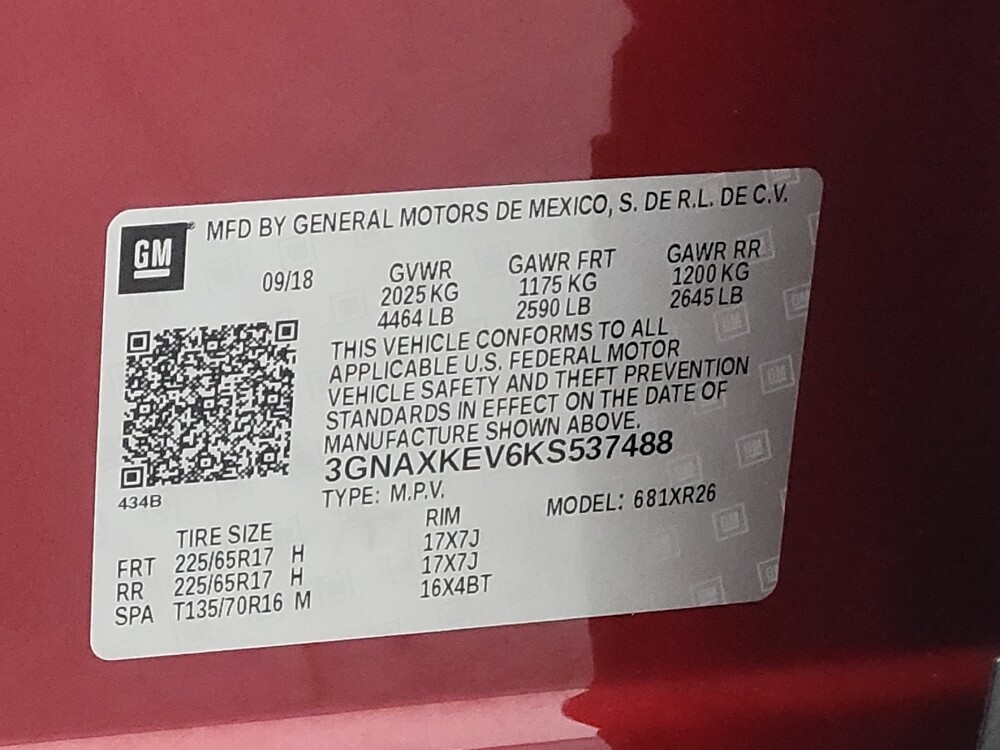 GM MFD BY GENERAL MOTORS DE MEXICO, S. DE R.L. DE C.V.
09/18 GVWR GAWR FRT GAWR RR
2025 KG 1175 KG 1200 KG
4464 LB 2590 LB 2645 LB
THIS VEHICLE CONFORMS TO ALL
APPLICABLE U.S. FEDERAL MOTOR
VEHICLE SAFETY AND THEFT PREVENTION
STANDARDS IN EFFECT ON THE DATE OF
MANUFACTURE SHOWN ABOVE.
3GNAXKEV6KS537488
434B
TYPE: M.P.V. MODEL: 681XR26
TIRE SIZE RIM
FRT 225/65R17 H 17X7J
RR 225/65R17 H 17X7J
SPA T135/70R16 M 16X4BT